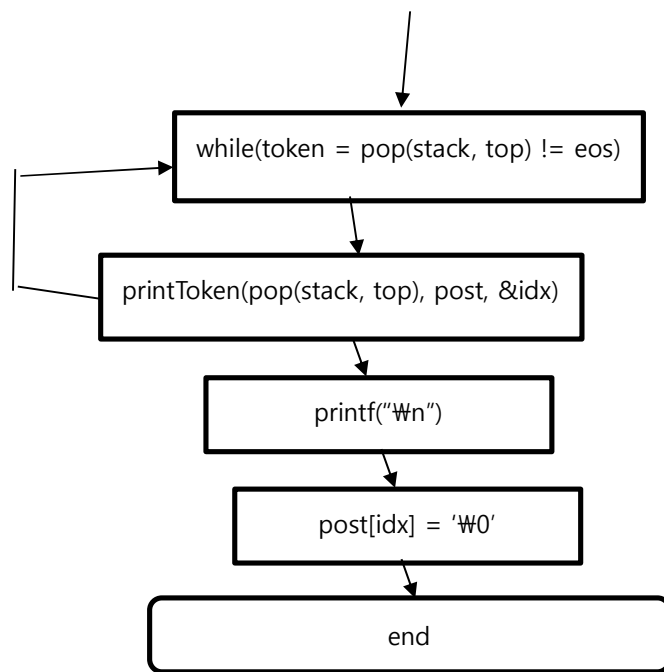 while(token = pop(stack, top) != eos)
printToken(pop(stack, top), post, &idx)
printf(“₩n”)
post[idx] = ‘₩0‘
end